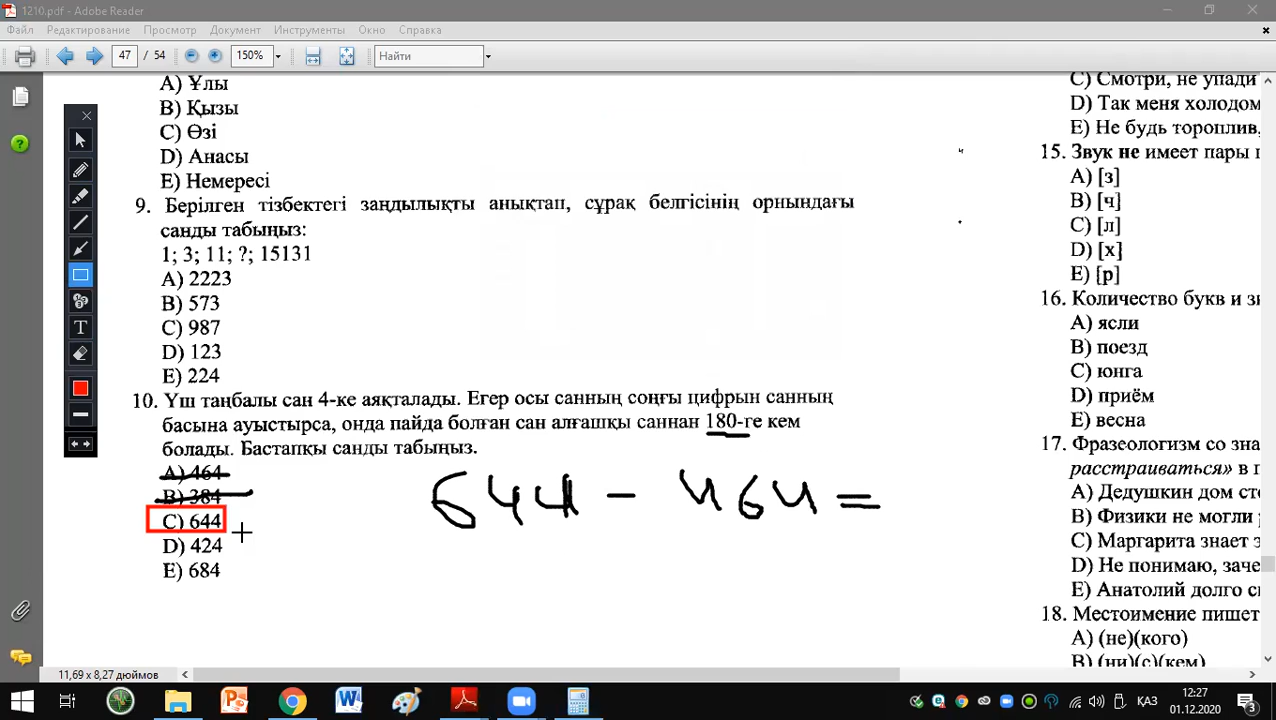 1210.pdf - Adobe Reader
Файл Редактирование Просмотр Документ Инструменты Окно Справка
47 / 54 150% Найти
A) Ұлы
B) Қызы
C) Өзі
D) Анасы
E) Немересі
9. Берілген тізбектегі заңдылықты анықтап, сұрақ белгісінің орнындағы
санды табыңыз:
1; 3; 11; ?; 15131
A) 2223
B) 573
C) 987
D) 123
E) 224
10. Үш таңбалы сан 4-ке аяқталады. Егер осы санның соңғы цифрын санның
басына ауыстырса, онда пайда болған сан алғашқы саннан 180-ге кем
болады. Бастапқы санды табыңыз.
A) 464
B) 384
C) 644
D) 424
E) 684
644 - 464 =
C) Смотри, не упади
D) Так меня холодом
E) Не будь тороплив,
15. Звук не имеет пары
A) [з]
B) [ч]
C) [л]
D) [х]
E) [р]
16. Количество букв и
A) ясли
B) поезд
C) юнга
D) приём
E) весна
17. Фразеологизм со
расстраиваться» в
A) Дедушкин дом
B) Физики не могли
C) Маргарита знает
D) Не понимаю,
E) Анатолий долго
18. Местоимение пишет
A) (не)(кого)
B) (ни)(с)(кем)
11,69 x 8,27 дюймов
ҚАЗ
12:27
01.12.2020
3